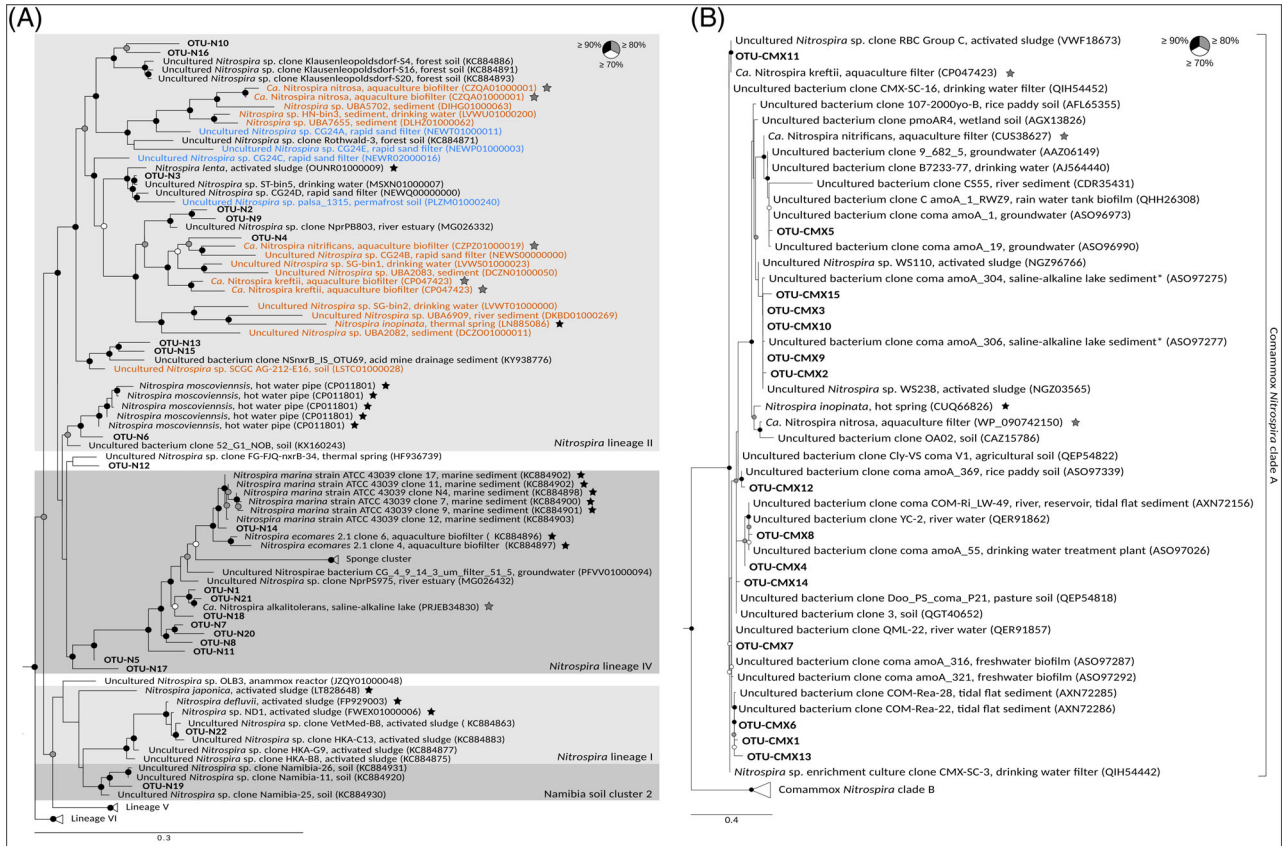 (A)
≥ 90%
≥ 80%
≥ 70%
OTU-N10
OTU-N16
Uncultured Nitrospira sp. clone Klausenleopoldsdorf-S4, forest soil (KC884886)
Uncultured Nitrospira sp. clone Klausenleopoldsdorf-S16, forest soil (KC884891)
Uncultured Nitrospira sp. clone Klausenleopoldsdorf-S20, forest soil (KC884893)
Ca. Nitrospira nitrosa, aquaculture biofilter (CZQA01000001)
Ca. Nitrospira nitrosa, aquaculture biofilter (CZQA01000001)
Nitrospira sp. UBA5702, sediment (DIHG01000063)
Nitrospira sp. HN-bin3, sediment, drinking water (LVWU01000200)
Nitrospira sp. UBA7655, sediment (DLHZ01000062)
Uncultured Nitrospira sp. CG24A, rapid sand filter (NEWT01000011)
Uncultured Nitrospira sp. clone Rothwald-3, forest soil (KC884871)
Uncultured Nitrospira sp. CG24E, rapid sand filter (NEWP01000003)
Uncultured Nitrospira sp. CG24C, rapid sand filter (NEWR02000016)
Nitrospira lenta, activated sludge (OUNR01000009)
OTU-N3
Uncultured Nitrospira sp. ST-bin5, drinking water (MSXN01000007)
Uncultured Nitrospira sp. CG24D, rapid sand filter (NEWQ00000000)
Uncultured Nitrospira sp. palsa_1315, permafrost soil (PLZM01000240)
OTU-N2
OTU-N9
Uncultured Nitrospira sp. clone NprPB803, river estuary (MG026332)
OTU-N4
Ca. Nitrospira nitrificans, aquaculture biofilter (CZPZ01000019)
Uncultured Nitrospira sp. CG24B, rapid sand filter (NEWS00000000)
Uncultured Nitrospira sp. SG-bin1, drinking water (LVWS01000023)
Uncultured Nitrospira sp. UBA2083, sediment (DCZN01000050)
Ca. Nitrospira kreftii, aquaculture biofilter (CP047423)
Ca. Nitrospira kreftii, aquaculture biofilter (CP047423)
Uncultured Nitrospira sp. SG-bin2, drinking water (LVWT01000000)
Uncultured Nitrospira sp. UBA6909, river sediment (DKBD01000269)
Nitrospira inopinata, thermal spring (LN885086)
Uncultured Nitrospira sp. UBA2082, sediment (DCZO01000011)
OTU-N13
OTU-N15
Uncultured bacterium clone NSnxrB_IS_OTU69, acid mine drainage sediment (KY938776)
Uncultured Nitrospira sp. SCGC AG-212-E16, soil (LSTC01000028)
Nitrospira moscoviennsis, hot water pipe (CP011801)
Nitrospira moscoviennsis, hot water pipe (CP011801)
Nitrospira moscoviennsis, hot water pipe (CP011801)
Nitrospira moscoviennsis, hot water pipe (CP011801)
Nitrospira moscoviennsis, hot water pipe (CP011801)
OTU-N6
Uncultured bacterium clone 52_G1_NOB, soil (KX160243)
Nitrospira lineage II
Uncultured Nitrospira sp. clone FG-FJQ-nxrB-34, thermal spring (HF936739)
OTU-N12
Nitrospira marina strain ATCC 43039 clone 17, marine sediment (KC884902)
Nitrospira marina strain ATCC 43039 clone 11, marine sediment (KC884902)
Nitrospira marina strain ATCC 43039 clone N4, marine sediment (KC884898)
Nitrospira marina strain ATCC 43039 clone 7, marine sediment (KC884900)
Nitrospira marina strain ATCC 43039 clone 9, marine sediment (KC884901)
Nitrospira marina strain ATCC 43039 clone 12, marine sediment (KC884903)
OTU-N14
Nitrospira ecomares 2.1 clone 6, aquaculture biofilter ( KC884896)
Nitrospira ecomares 2.1 clone 4, aquaculture biofilter (KC884897)
Sponge cluster
Uncultured Nitrospirae bacterium CG_4_9_14_3_um_filter_51_5, groundwater (PFVV01000094)
Uncultured Nitrospira sp. clone NprPS975, river estuary (MG026432)
OTU-N1
OTU-N21
Ca. Nitrospira alkalitolerans, saline-alkaline lake (PRJEB34830)
OTU-N18
OTU-N7
OTU-N20
OTU-N8
OTU-N11
OTU-N5
OTU-N17
Nitrospira lineage IV
Uncultured Nitrospira sp. OLB3, anammox reactor (JZQY01000048)
Nitrospira japonica, activated sludge (LT828648)
Nitrospira defluvii, activated sludge (FP929003)
Nitrospira sp. ND1, activated sludge (FWEX01000006)
Uncultured Nitrospira sp. clone VetMed-B8, activated sludge ( KC884863)
OTU-N22
Uncultured Nitrospira sp. clone HKA-C13, activated sludge (KC884883)
Uncultured Nitrospira sp. clone HKA-G9, activated sludge (KC884877)
Uncultured Nitrospira sp. clone HKA-B8, activated sludge (KC884875)
Nitrospira lineage I
Uncultured Nitrospira sp. clone Namibia-26, soil (KC884931)
Uncultured Nitrospira sp. clone Namibia-11, soil (KC884920)
OTU-N19
Uncultured Nitrospira sp. clone Namibia-25, soil (KC884930)
Namibia soil cluster 2
Lineage V
Lineage VI
0.3
(B)
≥ 90%
≥ 80%
≥ 70%
Uncultured Nitrospira sp. clone RBC Group C, activated sludge (VWF18673)
OTU-CMX11
Ca. Nitrospira kreftii, aquaculture filter (CP047423)
Uncultured bacterium clone CMX-SC-16, drinking water filter (QIH54452)
Uncultured bacterium clone 107-2000yo-B, rice paddy soil (AFL65355)
Uncultured bacterium clone pmoAR4, wetland soil (AGX13826)
Ca. Nitrospira nitrificans, aquaculture filter (CUS38627)
Uncultured bacterium clone 9_682_5, groundwater (AAZ06149)
Uncultured bacterium clone B7233-77, drinking water (AJ564440)
Uncultured bacterium clone CS55, river sediment (CDR35431)
Uncultured bacterium clone C amoA_1_RWZ9, rain water tank biofilm (QHH26308)
Uncultured bacterium clone coma amoA_1, groundwater (ASO96973)
OTU-CMX5
Uncultured bacterium clone coma amoA_19, groundwater (ASO96990)
Uncultured Nitrospira sp. WS110, activated sludge (NGZ96766)
Uncultured bacterium clone coma amoA_304, saline-alkaline lake sediment* (ASO97275)
OTU-CMX15
OTU-CMX3
OTU-CMX10
Uncultured bacterium clone coma amoA_306, saline-alkaline lake sediment* (ASO97277)
OTU-CMX9
OTU-CMX2
Uncultured Nitrospira sp. WS238, activated sludge (NGZ03565)
Nitrospira inopinata, hot spring (CUQ66826)
Ca. Nitrospira nitrosa, aquaculture filter (WP_090742150)
Uncultured bacterium clone OA02, soil (CAZ15786)
Uncultured bacterium clone Cly-VS coma V1, agricultural soil (QEP54822)
Uncultured bacterium clone coma amoA_369, rice paddy soil (ASO97339)
OTU-CMX12
Uncultured bacterium clone COM-Ri_LW-49, river, reservoir, tidal flat sediment (AXN72156)
Uncultured bacterium clone YC-2, river water (QER91862)
OTU-CMX8
Uncultured bacterium clone coma amoA_55, drinking water treatment plant (ASO97026)
OTU-CMX4
OTU-CMX14
Uncultured bacterium clone Doo_PS_coma_P21, pasture soil (QEP54818)
Uncultured bacterium clone 3, soil (QGT40652)
Uncultured bacterium clone QML-22, river water (QER91857)
OTU-CMX7
Uncultured bacterium clone coma amoA_316, freshwater biofilm (ASO97287)
Uncultured bacterium clone coma amoA_321, freshwater biofilm (ASO97292)
Uncultured bacterium clone COM-Rea-28, tidal flat sediment (AXN72285)
Uncultured bacterium clone COM-Rea-22, tidal flat sediment (AXN72286)
OTU-CMX6
OTU-CMX1
OTU-CMX13
Nitrospira sp. enrichment culture clone CMX-SC-3, drinking water filter (QIH54442)
Comammox Nitrospira clade B
Comammox Nitrospira clade A
0.4